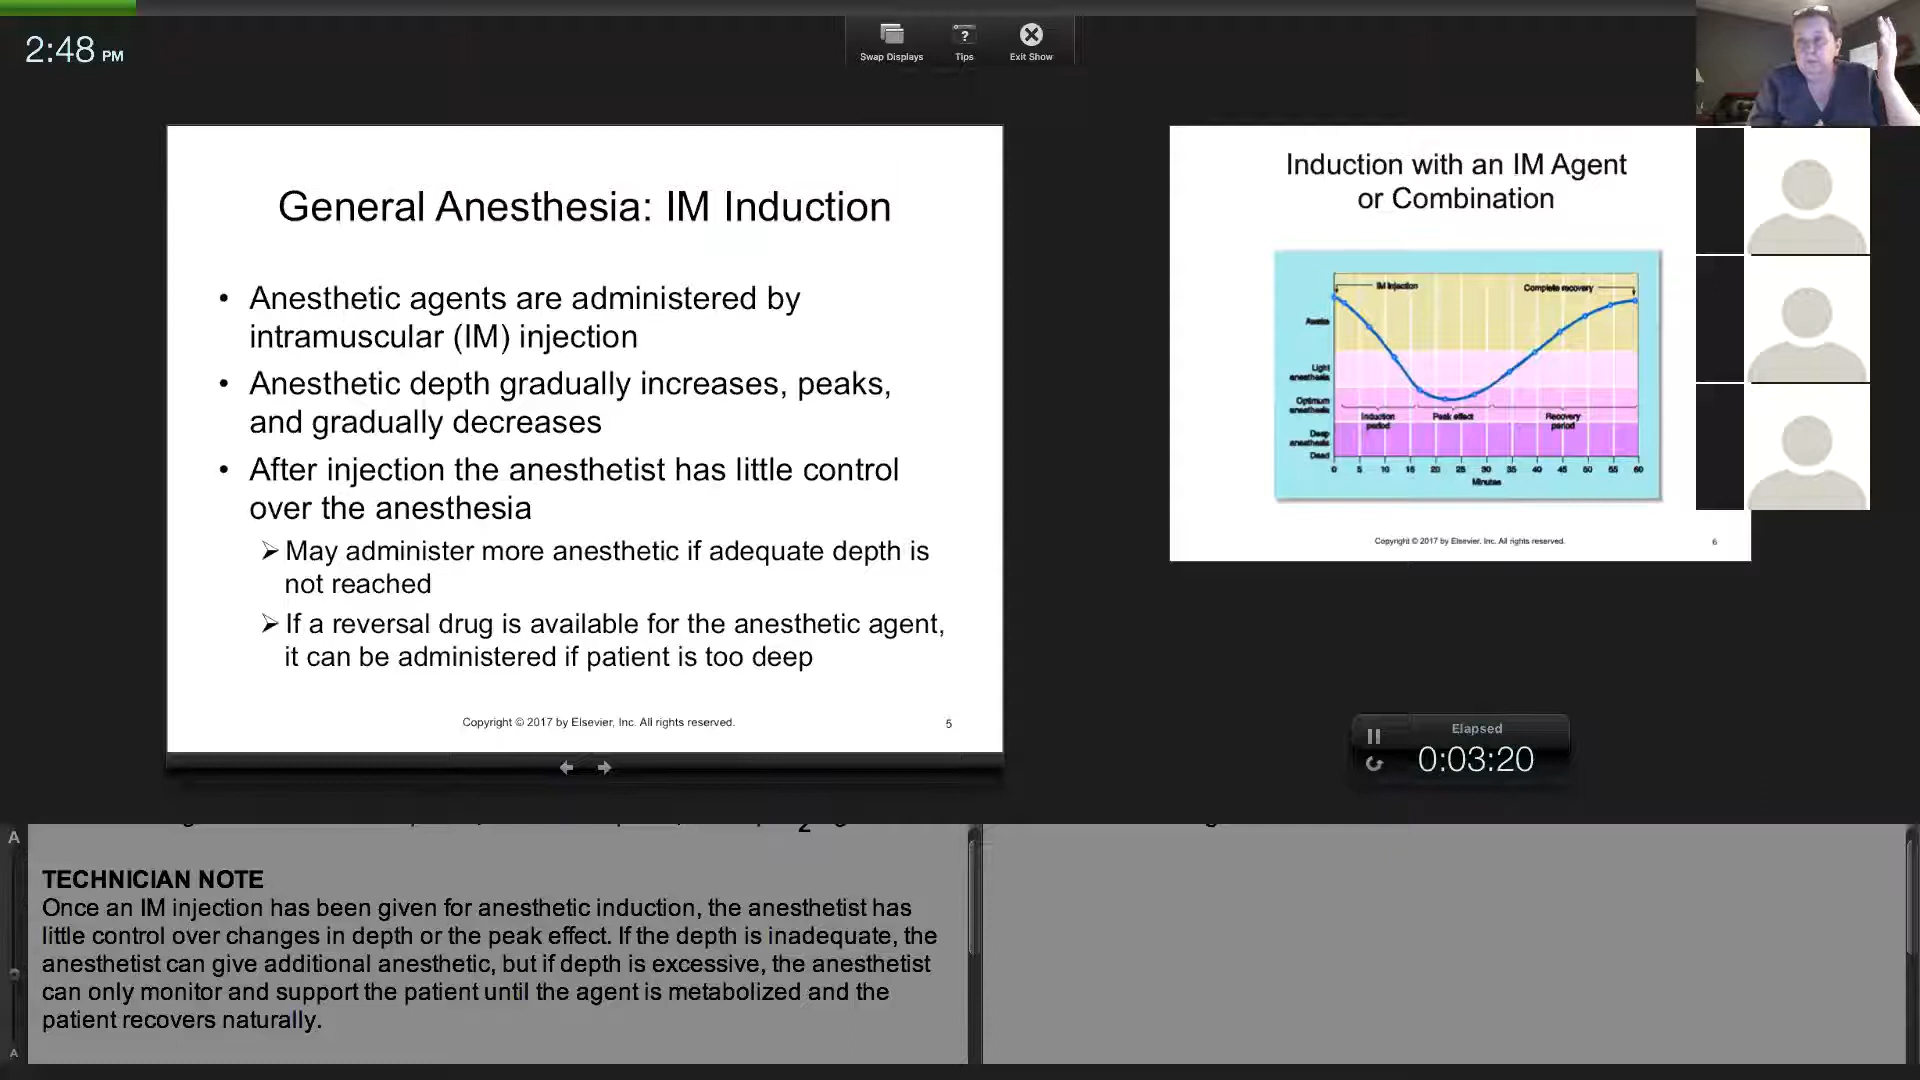 2:48 PM
Swap Displays
Tips
Exit Show
General Anesthesia: IM Induction
• Anesthetic agents are administered by
intramuscular (IM) injection
• Anesthetic depth gradually increases, peaks,
and gradually decreases
• After injection the anesthetist has little control
over the anesthesia
➢ May administer more anesthetic if adequate depth is
not reached
➢ If a reversal drug is available for the anesthetic agent,
it can be administered if patient is too deep
Copyright © 2017 by Elsevier, Inc. All rights reserved.
5
Induction with an IM Agent
or Combination
IM Injection
Complete recovery
Awake
Light
anesthesia
Optimum
anesthesia
Deep
anesthesia
Dead
Induction
period
Peak effect
Recovery
period
0 5 10 15 20 25 30 35 40 45 50 55 60
Minutes
Copyright © 2017 by Elsevier, Inc. All rights reserved.
6
Elapsed
0:03:20
A
TECHNICIAN NOTE
Once an IM injection has been given for anesthetic induction, the anesthetist has
little control over changes in depth or the peak effect. If the depth is inadequate, the
anesthetist can give additional anesthetic, but if depth is excessive, the anesthetist
can only monitor and support the patient until the agent is metabolized and the
patient recovers naturally.
A